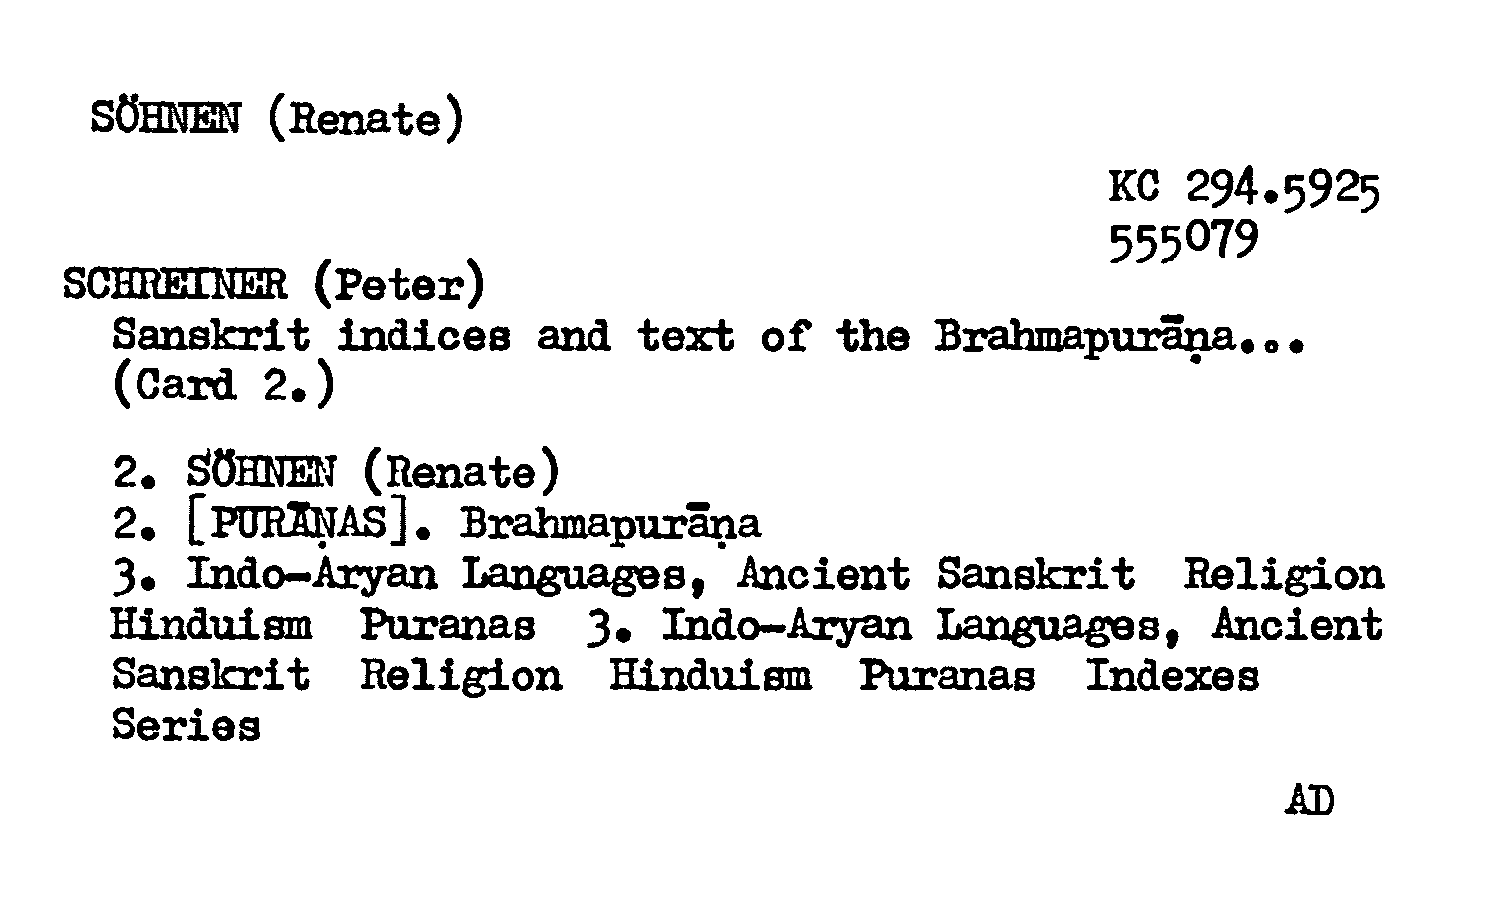 SÖHNEN (Renate)
KC 294.5925
555079
SCHREINER (Peter)
Sanskrit indices and text of the Brahmapurāṇa...
(Card 2.)
2. SÖHNEN (Renate)
2. [PURĀṆAS]. Brahmapurāṇa
3. Indo-Aryan Languages, Ancient Sanskrit Religion
Hinduism Puranas 3. Indo-Aryan Languages, Ancient
Sanskrit Religion Hinduism Puranas Indexes
Series
AD